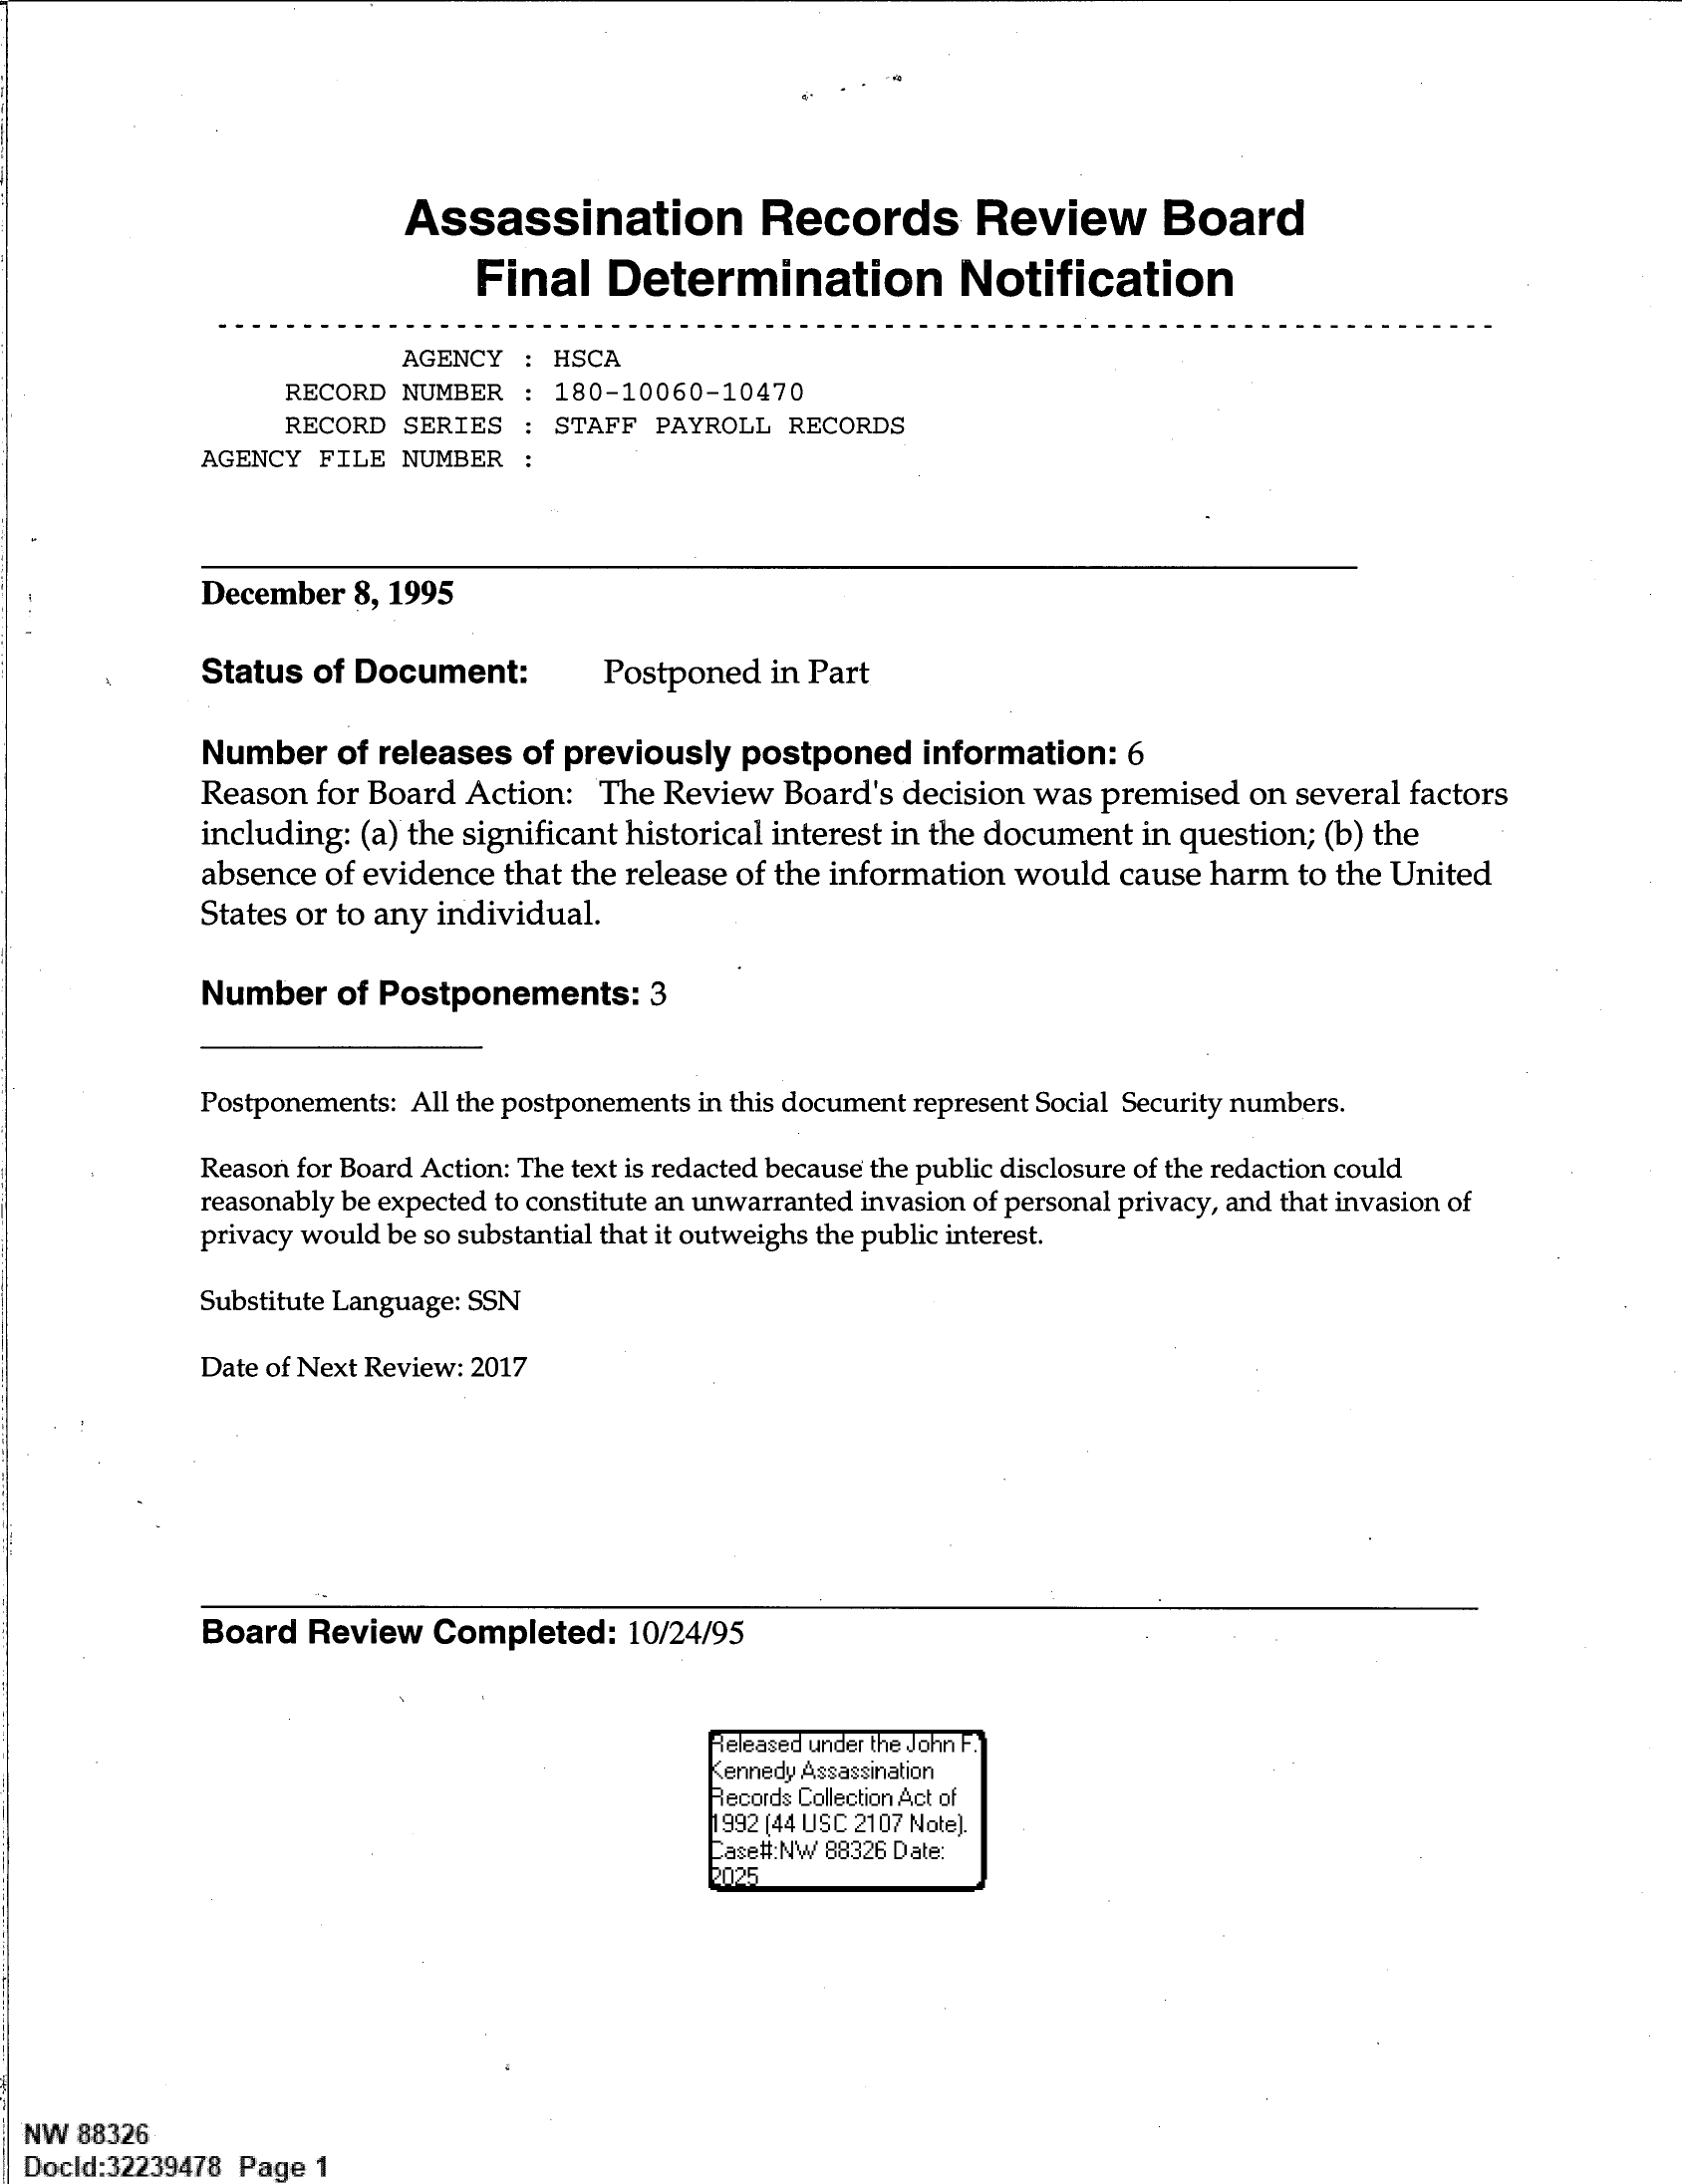 Assassination Records Review Board
Final Determination Notification
AGENCY : HSCA
RECORD NUMBER : 180-10060-10470
RECORD SERIES : STAFF PAYROLL RECORDS
AGENCY FILE NUMBER :
December 8, 1995
Status of Document: Postponed in Part
Number of releases of previously postponed information: 6
Reason for Board Action: The Review Board's decision was premised on several factors
including: (a) the significant historical interest in the document in question; (b) the
absence of evidence that the release of the information would cause harm to the United
States or to any individual.
Number of Postponements: 3
Postponements: All the postponements in this document represent Social Security numbers.
Reason for Board Action: The text is redacted because the public disclosure of the redaction could
reasonably be expected to constitute an unwarranted invasion of personal privacy, and that invasion of
privacy would be so substantial that it outweighs the public interest.
Substitute Language: SSN
Date of Next Review: 2017
Board Review Completed: 10/24/95
Released under the John F.
Kennedy Assassination
Records Collection Act of
1992 (44 USC 2107 Note).
Case#:NW 88326 Date:
2025
NW 88326
DocId:32239478 Page 1